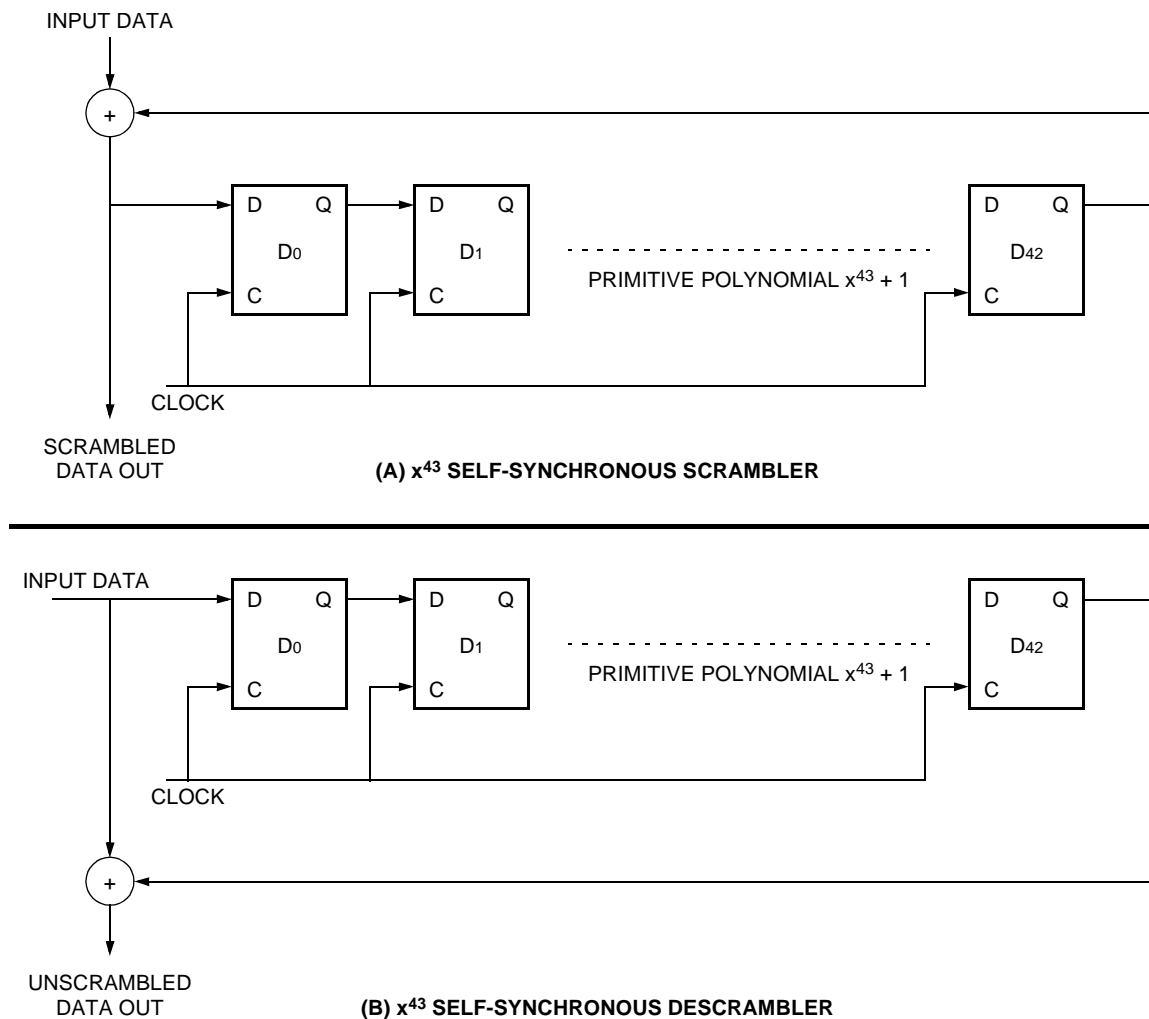 INPUT DATA
+
D Q
D Q
D Q
D0
D1
D42
PRIMITIVE POLYNOMIAL x43 + 1
C
C
C
CLOCK
SCRAMBLED
DATA OUT
(A) x43 SELF-SYNCHRONOUS SCRAMBLER
INPUT DATA
D Q
D Q
D Q
D0
D1
D42
PRIMITIVE POLYNOMIAL x43 + 1
C
C
C
CLOCK
+
UNSCRAMBLED
DATA OUT
(B) x43 SELF-SYNCHRONOUS DESCRAMBLER